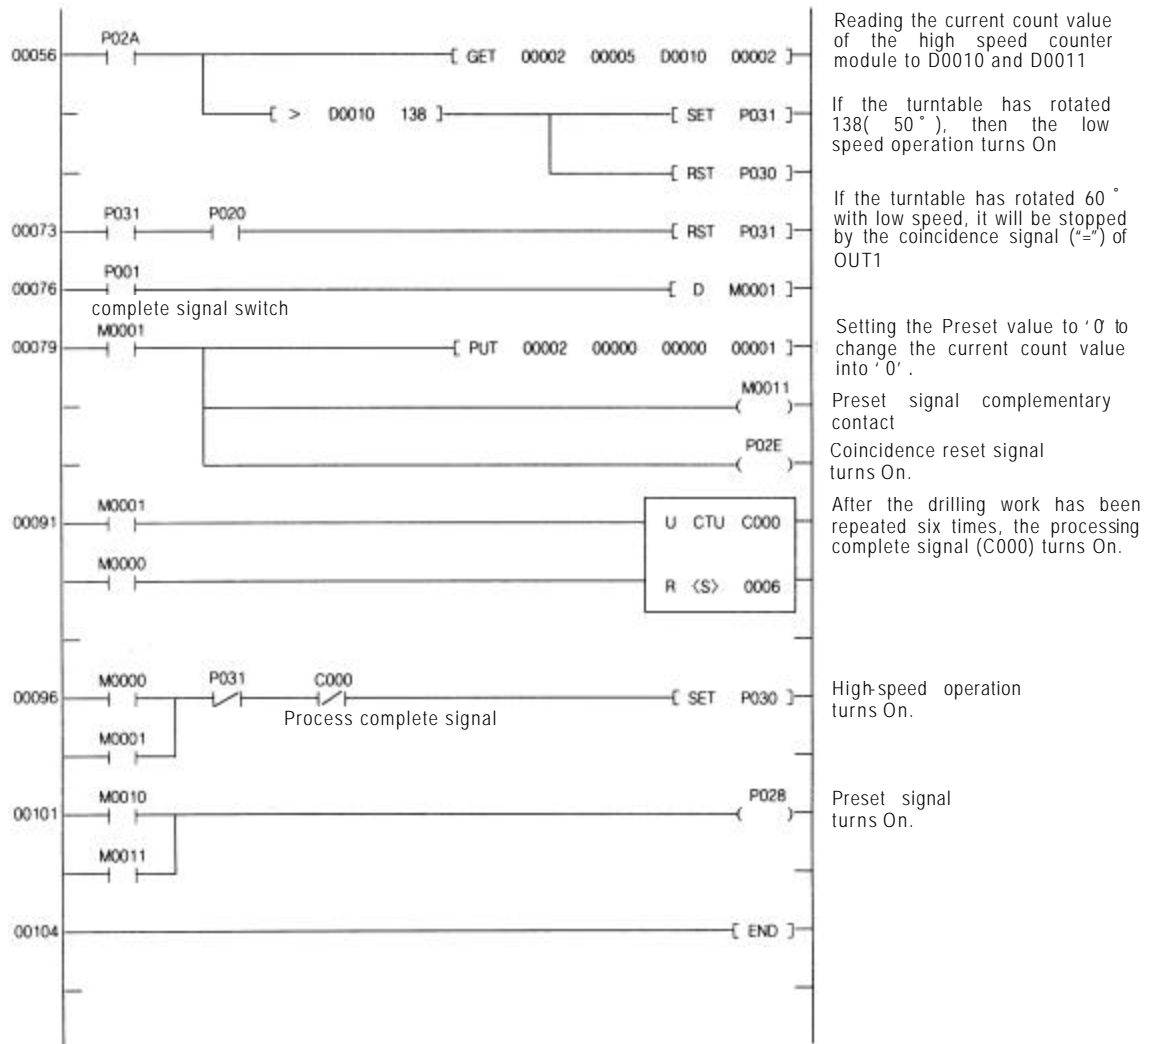 P02A
00056 [ GET 00002 00005 D0010 00002 ]
Reading the current count value
of the high speed counter
module to D0010 and D0011
[ > D0010 138 ] [ SET P031 ]
If the turntable has rotated
138( 50°), then the low
speed operation turns On
[ RST P030 ]
P031 P020
00073 [ RST P031 ]
If the turntable has rotated 60°
with low speed, it will be stopped
by the coincidence signal ("=") of
OUT1
P001
00076 [ D M0001 ]
complete signal switch
M0001
00079 [ PUT 00002 00000 00000 00001 ]
Setting the Preset value to '0' to
change the current count value
into '0'.
M0011
( )
Preset signal complementary
contact
P02E
( )
Coincidence reset signal
turns On.
M0001
00091 U CTU C000
After the drilling work has been
repeated six times, the processing
complete signal (C000) turns On.
M0000
R <S> 0006
M0000 P031 C000
00096 [ SET P030 ]
High-speed operation
turns On.
Process complete signal
M0001
M0010 P028
00101 ( )
Preset signal
turns On.
M0011
00104 [ END ]